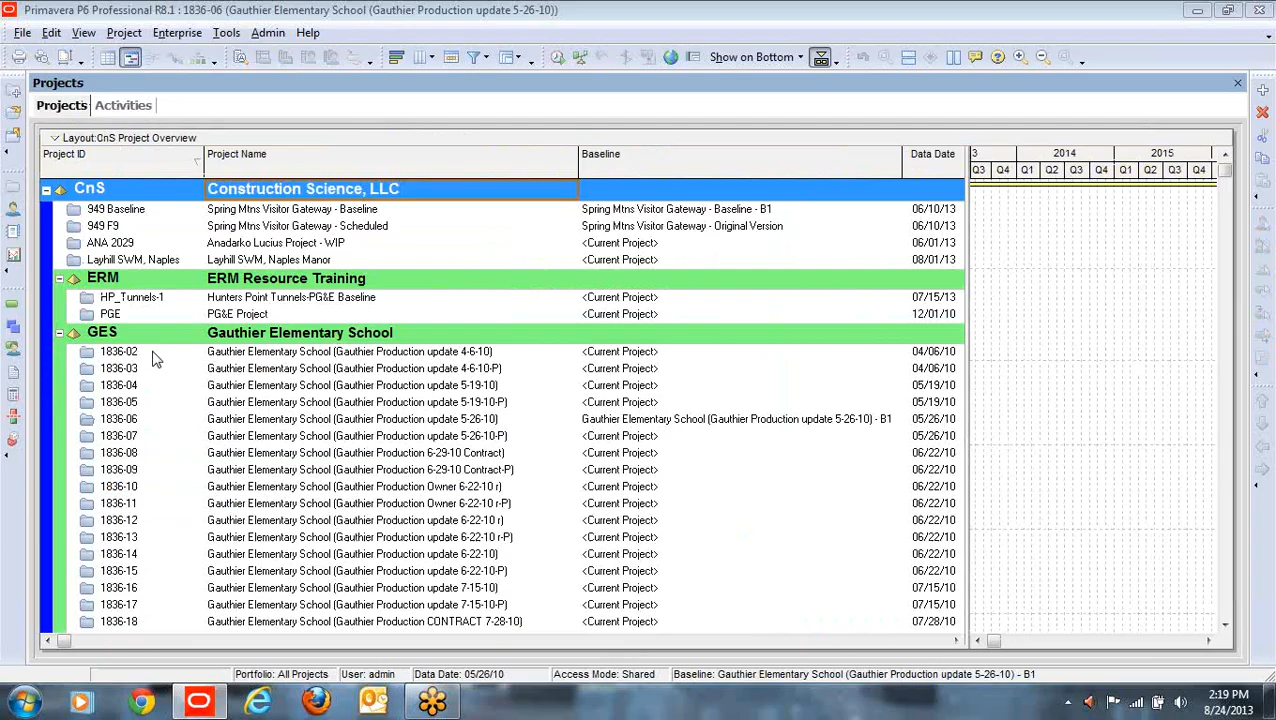 Primavera P6 Professional R8.1 : 1836-06 (Gauthier Elementary School (Gauthier Production update 5-26-10))
File Edit View Project Enterprise Tools Admin Help
Show on Bottom
Projects
Projects Activities
Layout:CnS Project Overview
Project ID Project Name Baseline Data Date 3 2014 2015
Q3 Q4 Q1 Q2 Q3 Q4 Q1 Q2 Q3 Q4
CnS Construction Science, LLC
949 Baseline Spring Mtns Visitor Gateway - Baseline Spring Mtns Visitor Gateway - Baseline - B1 06/10/13
949 F9 Spring Mtns Visitor Gateway - Scheduled Spring Mtns Visitor Gateway - Original Version 06/10/13
ANA 2029 Anadarko Lucius Project - WIP <Current Project> 06/01/13
Layhill SWM, Naples Layhill SWM, Naples Manor <Current Project> 08/01/13
ERM ERM Resource Training
HP_Tunnels-1 Hunters Point Tunnels-PG&E Baseline <Current Project> 07/15/13
PGE PG&E Project <Current Project> 12/01/10
GES Gauthier Elementary School
1836-02 Gauthier Elementary School (Gauthier Production update 4-6-10) <Current Project> 04/06/10
1836-03 Gauthier Elementary School (Gauthier Production update 4-6-10-P) <Current Project> 04/06/10
1836-04 Gauthier Elementary School (Gauthier Production update 5-19-10) <Current Project> 05/19/10
1836-05 Gauthier Elementary School (Gauthier Production update 5-19-10-P) <Current Project> 05/19/10
1836-06 Gauthier Elementary School (Gauthier Production update 5-26-10) Gauthier Elementary School (Gauthier Production update 5-26-10) - B1 05/26/10
1836-07 Gauthier Elementary School (Gauthier Production update 5-26-10-P) <Current Project> 05/26/10
1836-08 Gauthier Elementary School (Gauthier Production 6-29-10 Contract) <Current Project> 06/22/10
1836-09 Gauthier Elementary School (Gauthier Production 6-29-10 Contract-P) <Current Project> 06/22/10
1836-10 Gauthier Elementary School (Gauthier Production Owner 6-22-10 r) <Current Project> 06/22/10
1836-11 Gauthier Elementary School (Gauthier Production Owner 6-22-10 r-P) <Current Project> 06/22/10
1836-12 Gauthier Elementary School (Gauthier Production update 6-22-10 r) <Current Project> 06/22/10
1836-13 Gauthier Elementary School (Gauthier Production update 6-22-10 r-P) <Current Project> 06/22/10
1836-14 Gauthier Elementary School (Gauthier Production update 6-22-10) <Current Project> 06/22/10
1836-15 Gauthier Elementary School (Gauthier Production update 6-22-10-P) <Current Project> 06/22/10
1836-16 Gauthier Elementary School (Gauthier Production update 7-15-10) <Current Project> 07/15/10
1836-17 Gauthier Elementary School (Gauthier Production update 7-15-10-P) <Current Project> 07/15/10
1836-18 Gauthier Elementary School (Gauthier Production CONTRACT 7-28-10) <Current Project> 07/28/10
Portfolio: All Projects User: admin Data Date: 05/26/10 Access Mode: Shared Baseline: Gauthier Elementary School (Gauthier Production update 5-26-10) - B1
2:19 PM
8/24/2013